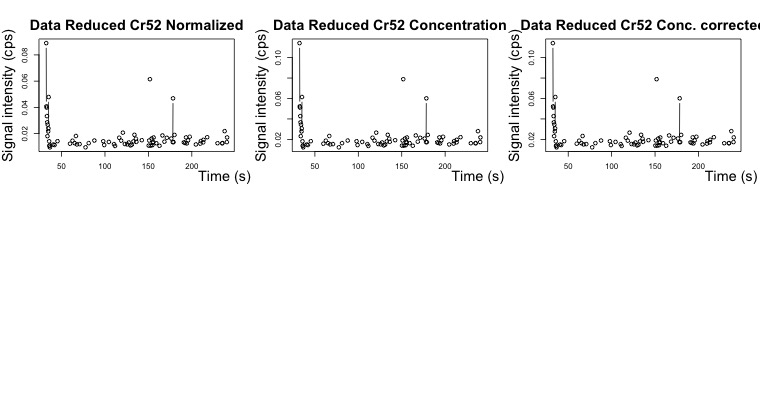 Data Reduced Cr52 Normalized
Signal intensity (cps)
0.02 0.04 0.06 0.08
50 100 150 200
Time (s)
Data Reduced Cr52 Concentration
Signal intensity (cps)
0.02 0.06 0.10
50 100 150 200
Time (s)
Data Reduced Cr52 Conc. corrected
Signal intensity (cps)
0.02 0.06 0.10
50 100 150 200
Time (s)